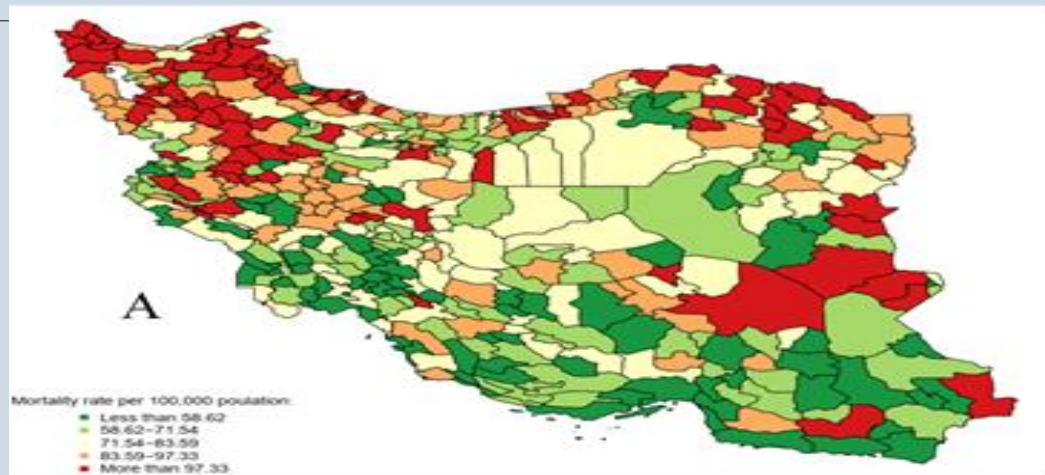 A
Mortality rate per 100,000 poulation:
Less than 58.62
58.62-71.54
71.54-83.59
83.59-97.33
More than 97.33